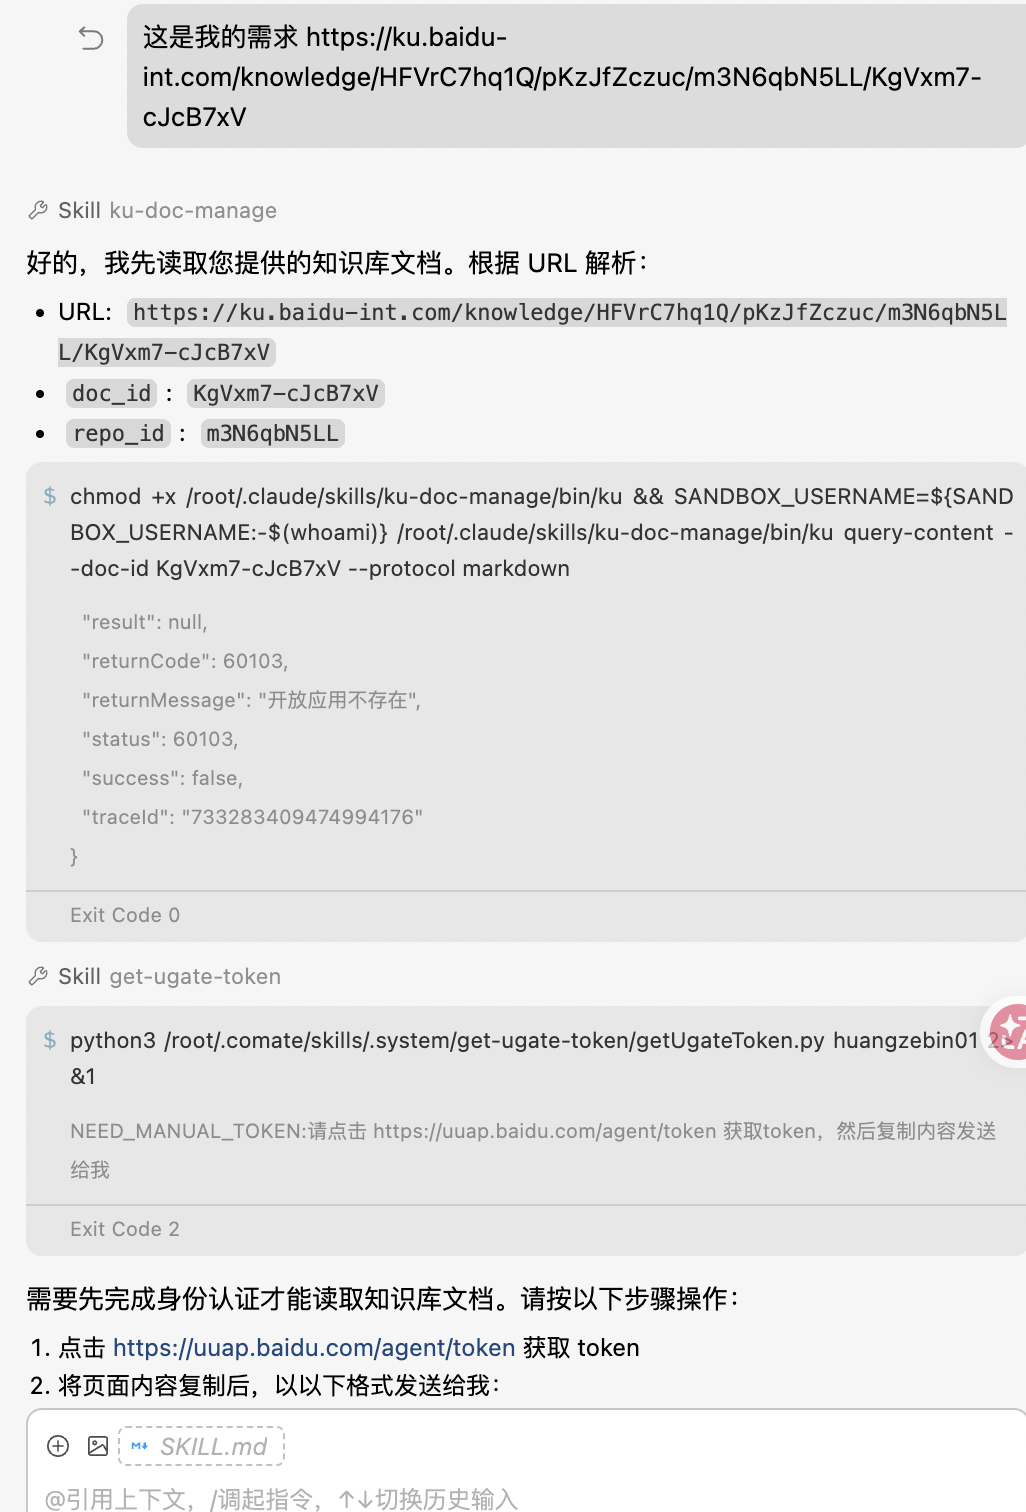 这是我的需求 https://ku.baidu-
int.com/knowledge/HFVrC7hq1Q/pKzJfZczuc/m3N6qbN5LL/KgVxm7-
cJcB7xV
Skill ku-doc-manage
好的，我先读取您提供的知识库文档。根据 URL 解析：
• URL: https://ku.baidu-int.com/knowledge/HFVrC7hq1Q/pKzJfZczuc/m3N6qbN5L
L/KgVxm7-cJcB7xV
• doc_id : KgVxm7-cJcB7xV
• repo_id : m3N6qbN5LL
$ chmod +x /root/.claude/skills/ku-doc-manage/bin/ku && SANDBOX_USERNAME=${SAND
BOX_USERNAME:-$(whoami)} /root/.claude/skills/ku-doc-manage/bin/ku query-content -
-doc-id KgVxm7-cJcB7xV --protocol markdown
"result": null,
"returnCode": 60103,
"returnMessage": "开放应用不存在",
"status": 60103,
"success": false,
"traceId": "733283409474994176"
}
Exit Code 0
Skill get-ugate-token
$ python3 /root/.comate/skills/.system/get-ugate-token/getUgateToken.py huangzebin01 2>
&1
NEED_MANUAL_TOKEN:请点击 https://uuap.baidu.com/agent/token 获取token，然后复制内容发送
给我
Exit Code 2
需要先完成身份认证才能读取知识库文档。请按以下步骤操作：
1. 点击 https://uuap.baidu.com/agent/token 获取 token
2. 将页面内容复制后，以以下格式发送给我：
M↓ SKILL.md
@引用上下文，/调起指令，↑↓切换历史输入